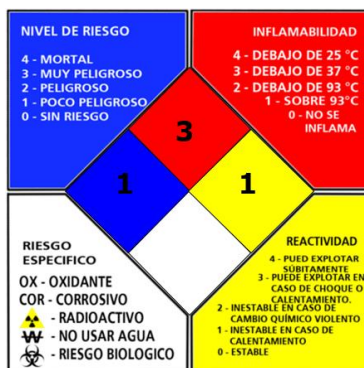 NIVEL DE RIESGO
4 - MORTAL
3 - MUY PELIGROSO
2 - PELIGROSO
1 - POCO PELIGROSO
0 - SIN RIESGO
INFLAMABILIDAD
4 - DEBAJO DE 25 °C
3 - DEBAJO DE 37 °C
2 - DEBAJO DE 93 °C
1 - SOBRE 93°C
0 - NO SE
INFLAMA
3
1
1
RIESGO
ESPECIFICO
OX - OXIDANTE
COR - CORROSIVO
- RADIOACTIVO
W - NO USAR AGUA
- RIESGO BIOLOGICO
REACTIVIDAD
4 - PUED EXPLOTAR
SÚBITAMENTE
3 - PUEDE EXPLOTAR EN
CASO DE CHOQUE O
CALENTAMIENTO.
2 - INESTABLE EN CASO DE
CAMBIO QUÍMICO VIOLENTO
1 - INESTABLE EN CASO DE
CALENTAMIENTO
0 - ESTABLE